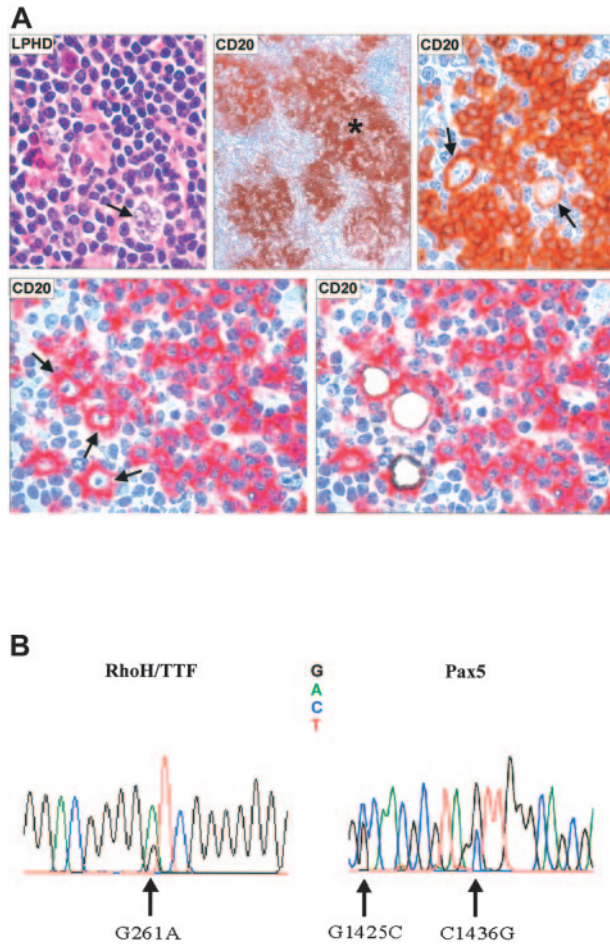 A
LPHD
CD20
CD20
*
CD20
CD20
B
RhoH/TTF
G
A
C
T
Pax5
G261A
G1425C
C1436G